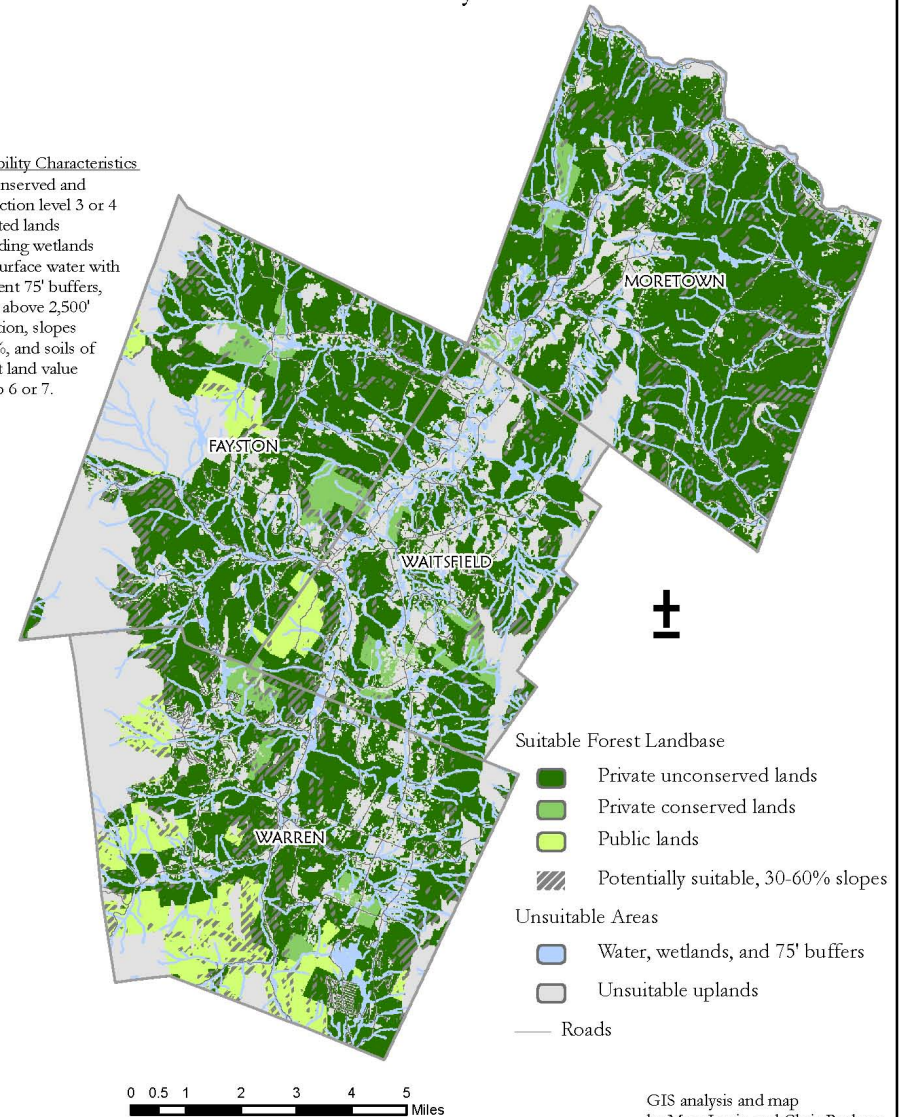 bility Characteristics
nserved and
ction level 3 or 4
ted lands
ding wetlands
urface water with
ent 75' buffers,
above 2,500'
tion, slopes
%, and soils of
t land value
p 6 or 7.
MORETOWN
FAYSTON
WAITSFIELD
WARREN
Suitable Forest Landbase
Private unconserved lands
Private conserved lands
Public lands
Potentially suitable, 30-60% slopes
Unsuitable Areas
Water, wetlands, and 75' buffers
Unsuitable uplands
Roads
0 0.5 1 2 3 4 5
Miles
GIS analysis and map